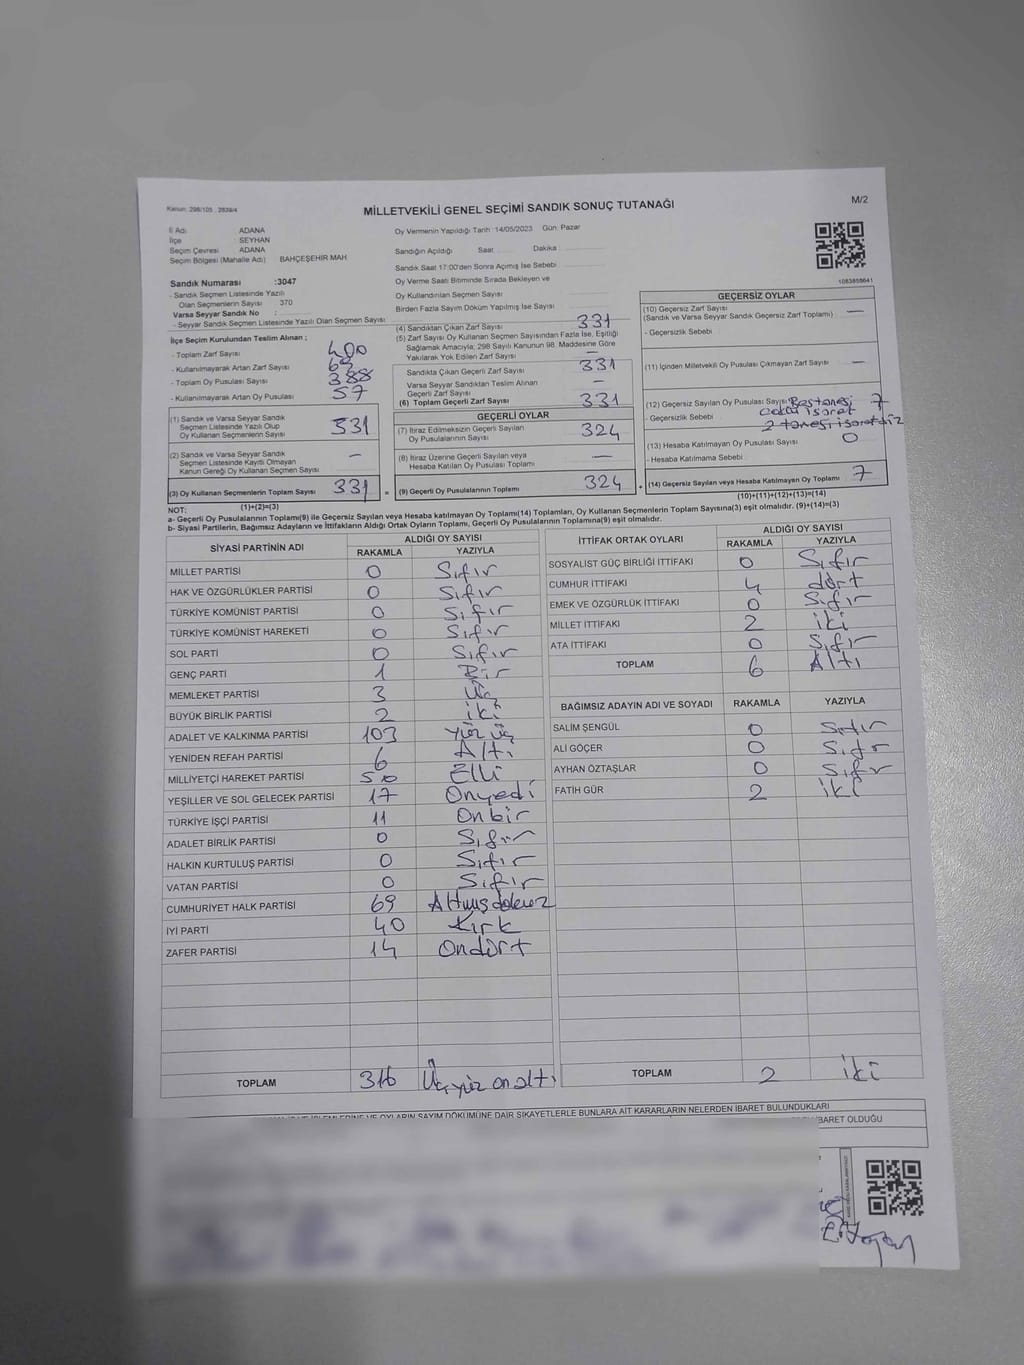 Kanun: 298/105 , 2839/4
M/2
MİLLETVEKİLİ GENEL SEÇİMİ SANDIK SONUÇ TUTANAĞI
İl Adı ADANA
İlçe SEYHAN
Seçim Çevresi ADANA
Seçim Bölgesi (Mahalle Adı) BAHÇEŞEHİR MAH
Sandık Numarası :3047
- Sandık Seçmen Listesinde Yazılı
Olan Seçmenlerin Sayısı 370
Varsa Seyyar Sandık No :
- Seyyar Sandık Seçmen Listesinde Yazılı Olan Seçmen Sayısı
Oy Vermenin Yapıldığı Tarih :14/05/2023 Gün: Pazar
Sandığın Açıldığı Saat Dakika
Sandık Saat 17:00'den Sonra Açımış İse Sebebi
Oy Verme Saati Bitiminde Sırada Bekleyen ve
Oy Kullandırılan Seçmen Sayısı
Birden Fazla Sayım Döküm Yapılmış İse Sayısı
1083858641
İlçe Seçim Kurulundan Teslim Alınan ;
- Toplam Zarf Sayısı 400
- Kullanılmayarak Artan Zarf Sayısı
- Toplam Oy Pusulası Sayısı 388
- Kullanılmayarak Artan Oy Pusulası 57
(1) Sandık ve Varsa Seyyar Sandık
Seçmen Listesinde Yazılı Olup
Oy Kullanan Seçmenlerin Sayısı 331
(2) Sandık ve Varsa Seyyar Sandık
Seçmen Listesinde Kayıtlı Olmayan
Kanun Gereği Oy Kullanan Seçmen Sayısı —
(3) Oy Kullanan Seçmenlerin Toplam Sayısı 331 =
(1)+(2)=(3)
(4) Sandıktan Çıkan Zarf Sayısı 331
(5) Zarf Sayısı Oy Kullanan Seçmen Sayısından Fazla İse, Eşitliği
Sağlamak Amacıyla; 298 Sayılı Kanunun 98. Maddesine Göre
Yakılarak Yok Edilen Zarf Sayısı —
Sandıkta Çıkan Geçerli Zarf Sayısı 331
Varsa Seyyar Sandıktan Teslim Alınan
Geçerli Zarf Sayısı —
(6) Toplam Geçerli Zarf Sayısı 331
GEÇERLİ OYLAR
(7) İtiraz Edilmeksizin Geçerli Sayılan
Oy Pusulalarının Sayısı 324
(8) İtiraz Üzerine Geçerli Sayılan veya
Hesaba Katılan Oy Pusulası Toplamı —
(9) Geçerli Oy Pusulalarının Toplamı 324 +
GEÇERSİZ OYLAR
(10) Geçersiz Zarf Sayısı
(Sandık ve Varsa Seyyar Sandık Geçersiz Zarf Toplamı) —
- Geçersizlik Sebebi
(11) İçinden Milletvekili Oy Pusulası Çıkmayan Zarf Sayısı —
(12) Geçersiz Sayılan Oy Pusulası Sayısı Beştanesi 7
- Geçersizlik Sebebi işaret
2 tanesi işaretsiz
(13) Hesaba Katılmayan Oy Pusulası Sayısı 0
- Hesaba Katılmama Sebebi
(14) Geçersiz Sayılan veya Hesaba Katılmayan Oy Toplamı 7
(10)+(11)+(12)+(13)=(14)
NOT:
a- Geçerli Oy Pusulaları Toplamı(9) ile Geçersiz Sayılan veya Hesaba katılmayan Oy Toplamı(14) Toplamları, Oy Kullanan Seçmenlerin Toplam Sayısına(3) eşit olmalıdır. (9)+(14)=(3)
b- Siyasi Partilerin, Bağımsız Adayların ve İttifakların Aldığı Ortak Oyların Toplamı, Geçerli Oy Pusulalarının Toplamına(9) eşit olmalıdır.
SİYASİ PARTİNİN ADI ALDIĞI OY SAYISI
RAKAMLA YAZIYLA
MİLLET PARTİSİ 0 Sıfır
HAK VE ÖZGÜRLÜKLER PARTİSİ 0 Sıfır
TÜRKİYE KOMÜNİST PARTİSİ 0 Sıfır
TÜRKİYE KOMÜNİST HAREKETİ 0 Sıfır
SOL PARTİ 0 Sıfır
GENÇ PARTİ 1 Bir
MEMLEKET PARTİSİ 3 Üç
BÜYÜK BİRLİK PARTİSİ 2 iki
ADALET VE KALKINMA PARTİSİ 103 Yüz üç
YENİDEN REFAH PARTİSİ 6 Altı
MİLLİYETÇİ HAREKET PARTİSİ 50 Elli
YEŞİLLER VE SOL GELECEK PARTİSİ 17 Onyedi
TÜRKİYE İŞÇİ PARTİSİ 11 Onbir
ADALET BİRLİK PARTİSİ 0 Sıfır
HALKIN KURTULUŞ PARTİSİ 0 Sıfır
VATAN PARTİSİ 0 Sıfır
CUMHURİYET HALK PARTİSİ 69 Altmışdokuz
İYİ PARTİ 40 Kırk
ZAFER PARTİSİ 14 Ondört
TOPLAM 316 Üçyüz onaltı
İTTİFAK ORTAK OYLARI ALDIĞI OY SAYISI
RAKAMLA YAZIYLA
SOSYALİST GÜÇ BİRLİĞİ İTTİFAKI 0 Sıfır
CUMHUR İTTİFAKI 4 dört
EMEK VE ÖZGÜRLÜK İTTİFAKI 0 Sıfır
MİLLET İTTİFAKI 2 iki
ATA İTTİFAKI 0 Sıfır
TOPLAM 6 Altı
BAĞIMSIZ ADAYIN ADI VE SOYADI RAKAMLA YAZIYLA
SALİM ŞENGÜL 0 Sıfır
ALİ GÖÇER 0 Sıfır
AYHAN ÖZTAŞLAR 0 Sıfır
FATİH GÜR 2 iki
TOPLAM 2 iki
OYLARIN SAYIM DÖKÜMÜNE DAİR ŞİKAYETLERLE BUNLARA AİT KARARLARIN NELERDEN İBARET BULUNDUKLARI
İBARET OLDUĞU